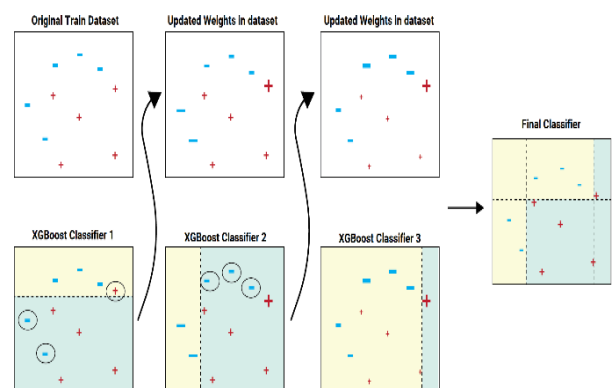 Original Train Dataset
Updated Weights in dataset
Updated Weights in dataset
Final Classifier
XGBoost Classifier 1
XGBoost Classifier 2
XGBoost Classifier 3